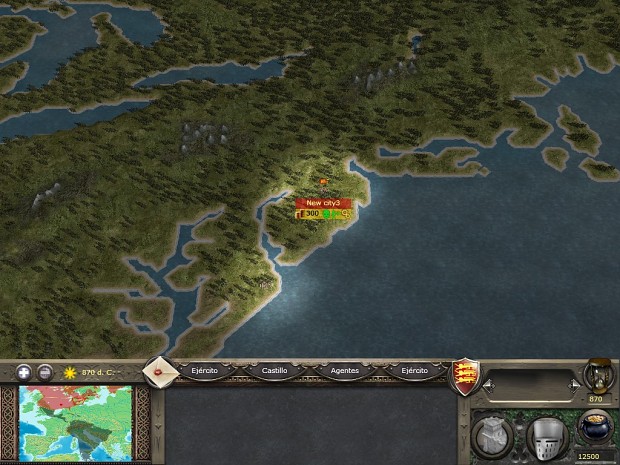 New city3
300
870 d. C.
Ejército
Castillo
Agentes
Ejército
870
12500